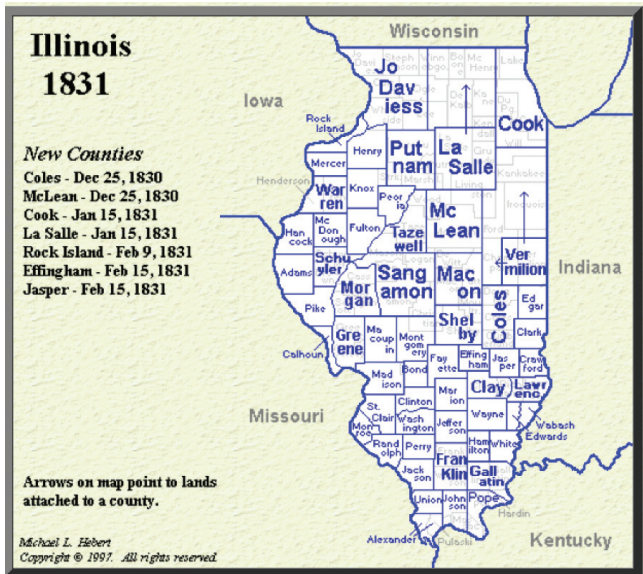 Illinois
1831
New Counties
Coles - Dec 25, 1830
McLean - Dec 25, 1830
Cook - Jan 15, 1831
La Salle - Jan 15, 1831
Rock Island - Feb 9, 1831
Effingham - Feb 15, 1831
Jasper - Feb 15, 1831
Arrows on map point to lands
attached to a county.
Michael L. Hebert
Copyright © 1997. All rights reserved.
Wisconsin
Iowa
Indiana
Missouri
Kentucky
Jo
Dav
iess
Cook
Rock
Island
Mercer
Henry
Put
nam
La
Salle
Henderson
War
ren
Knox
Peor
ia
Mc
Lean
Han
cock
Mc
Don
ough
Fulton
Taze
well
Ver
milion
Adams
Schu
yler
Mor
gan
Sang
amon
Mac
on
Coles
Ed
gar
Pike
Shel
by
Clark
Calhoun
Gre
ene
Ma
coup
in
Mont
gom
ery
Fay
ette
Effing
ham
Jas
per
Craw
ford
Mad
ison
Bond
Clay
Lawr
enc
Clinton
Mar
ion
Wayne
Wabash
Edwards
St.
Clair
Wash
ington
Jeffer
son
Mon
roe
Rand
olph
Perry
Ham
ilton
White
Fran
Klin
Gall
atin
Jack
son
Union
John
son
Pope
Hardin
Alexander
Pulaski